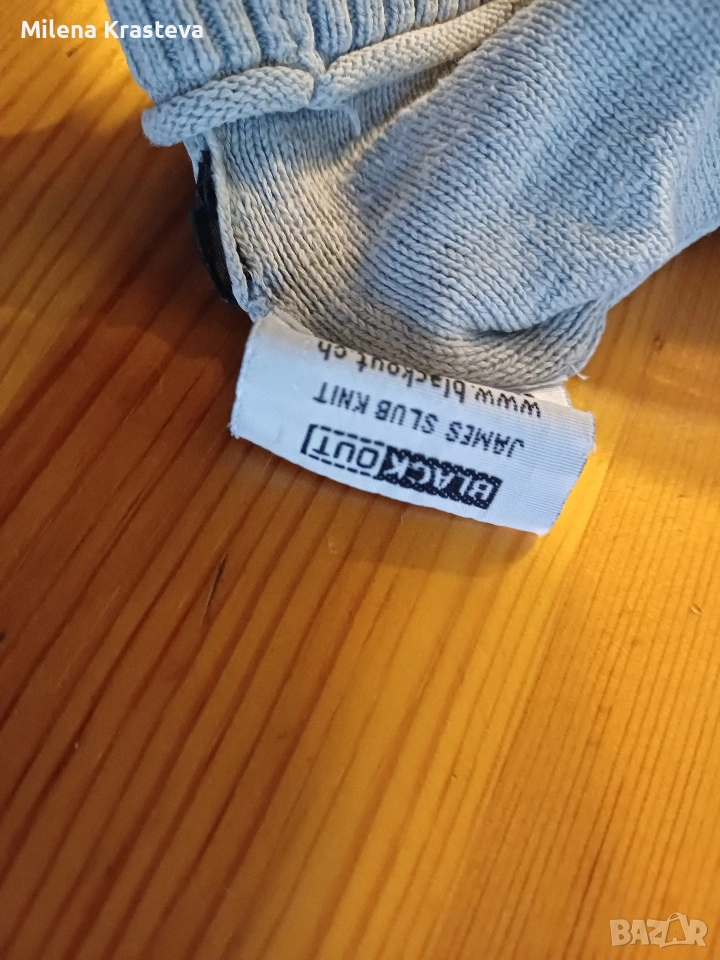 Milena Krasteva
BLACK OUT
JAMES SLUB KNIT
www.blackout.ch
BAZAR